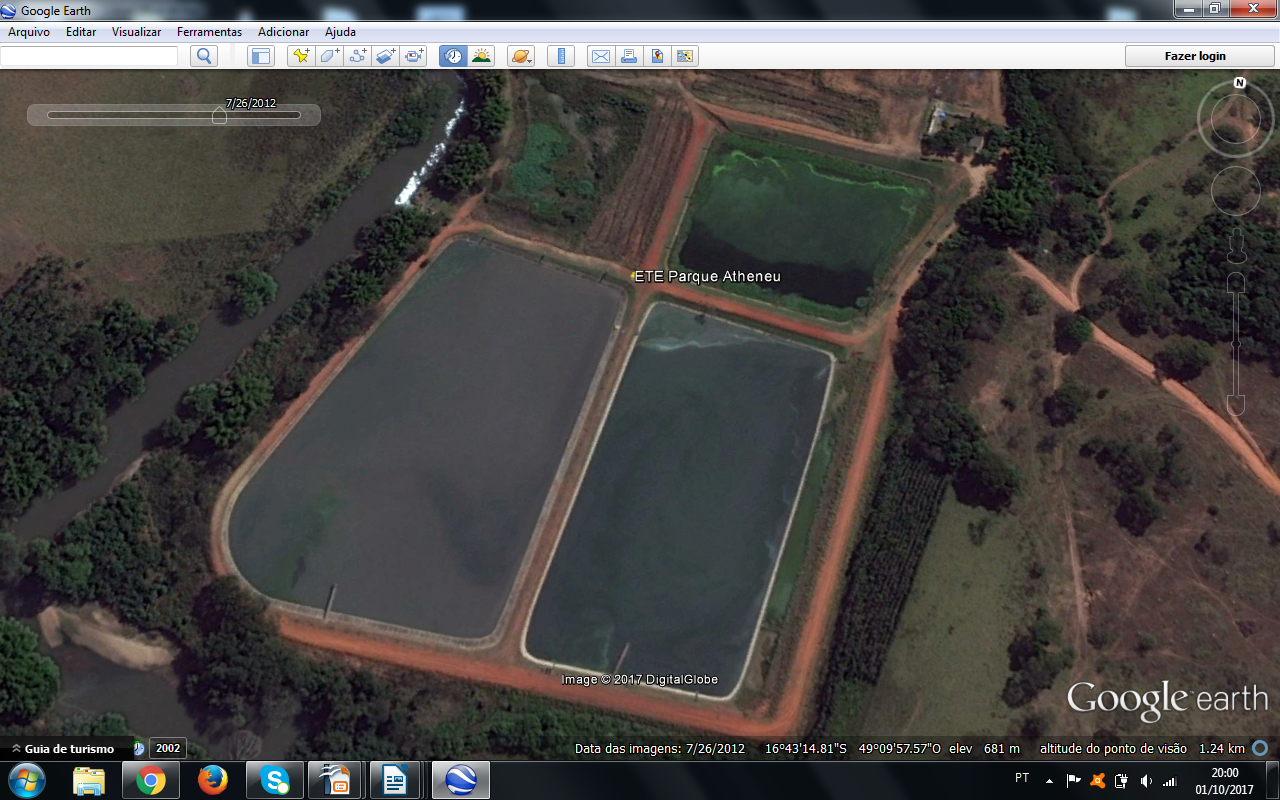 Google Earth
Arquivo Editar Visualizar Ferramentas Adicionar Ajuda
Fazer login
7/26/2012
N
ETE Parque Atheneu
Image © 2017 DigitalGlobe
Google earth
Guia de turismo
2002
Data das imagens: 7/26/2012 16°43'14.81"S 49°09'57.57"O elev 681 m altitude do ponto de visão 1.24 km
PT
20:00
01/10/2017